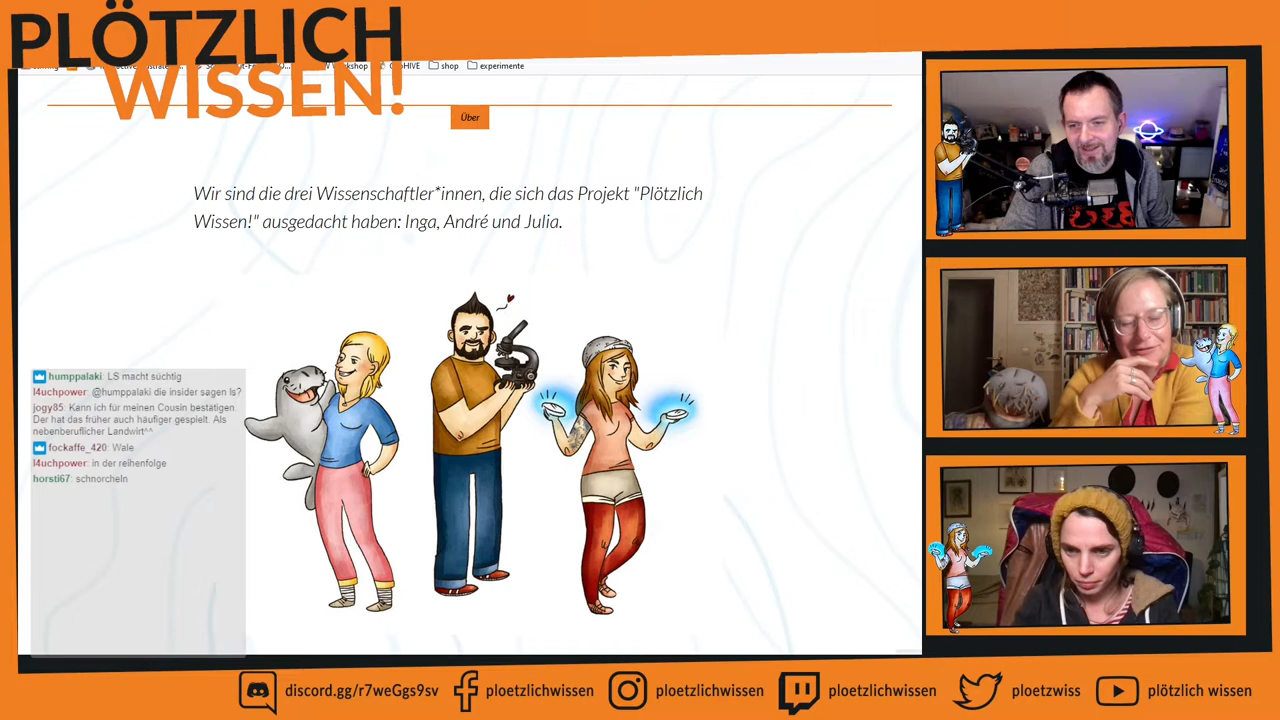 PLÖTZLICH
WISSEN!
shop
experimente
Über
Wir sind die drei Wissenschaftler*innen, die sich das Projekt "Plötzlich
Wissen!" ausgedacht haben: Inga, André und Julia.
humppalaki LS macht süchtig
l4uchpower: @humppalaki die insider sagen ls?
jogy85: Kann ich für meinen Cousin bestätigen.
Der hat das früher auch häufiger gespielt. Als
nebenberuflicher Landwirt^^
fockaffe_420: Wale
l4uchpower: in der reihenfolge
horsti67: schnorcheln
discord.gg/r7weGgs9sv
ploetzlichwissen
ploetzlichwissen
ploetzlichwissen
ploetzwiss
plötzlich wissen